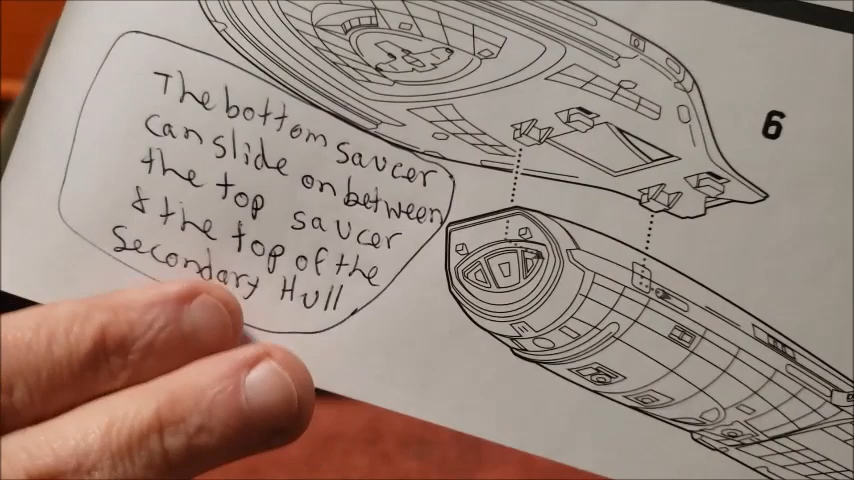 The bottom saucer
can slide on between
the top saucer
& the top of the
Secondary Hull
6